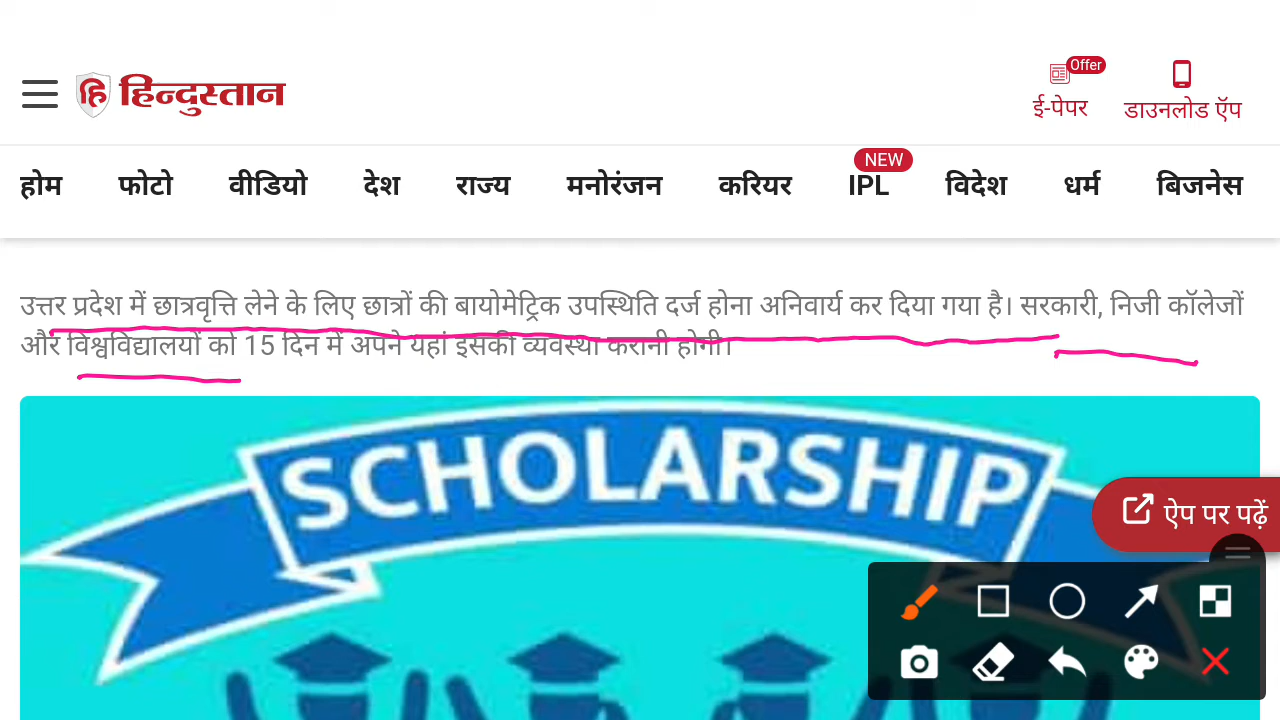 Offer
हिन्दुस्तान
ई-पेपर
डाउनलोड ऍप
NEW
होम फोटो वीडियो देश राज्य मनोरंजन करियर IPL विदेश धर्म बिजनेस
उत्तर प्रदेश में छात्रवृत्ति लेने के लिए छात्रों की बायोमेट्रिक उपस्थिति दर्ज होना अनिवार्य कर दिया गया है। सरकारी, निजी कॉलेजों
और विश्वविद्यालयों को 15 दिन में अपने यहां इसकी व्यवस्था करानी होगी।
SCHOLARSHIP
ऐप पर पढ़ें